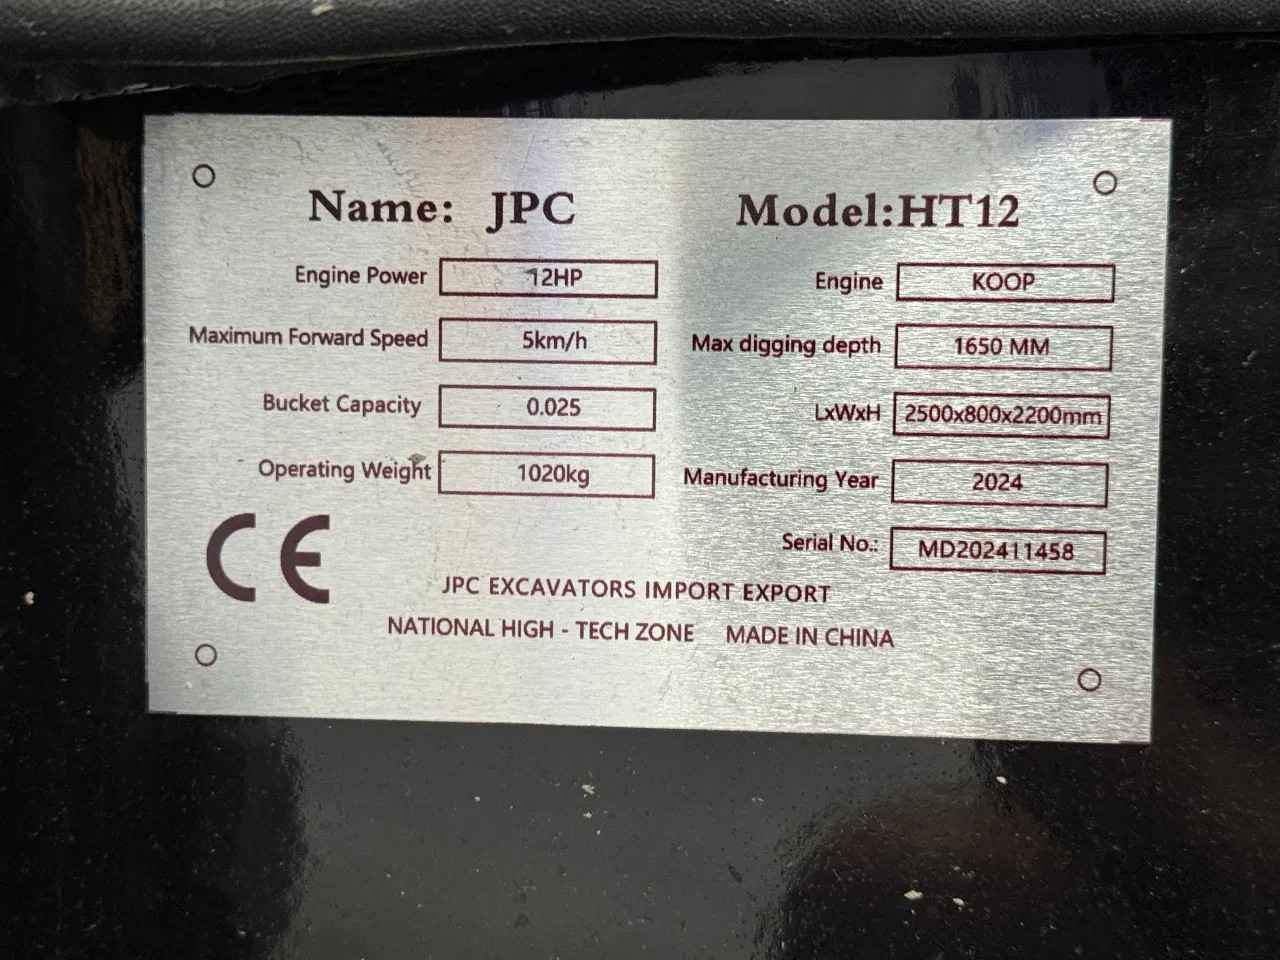 Name: JPC
Model:HT12
Engine Power 12HP
Engine KOOP
Maximum Forward Speed 5km/h
Max digging depth 1650 MM
Bucket Capacity 0.025
LxWxH 2500x800x2200mm
Operating Weight 1020kg
Manufacturing Year 2024
Serial No.: MD202411458
CE
JPC EXCAVATORS IMPORT EXPORT
NATIONAL HIGH - TECH ZONE MADE IN CHINA